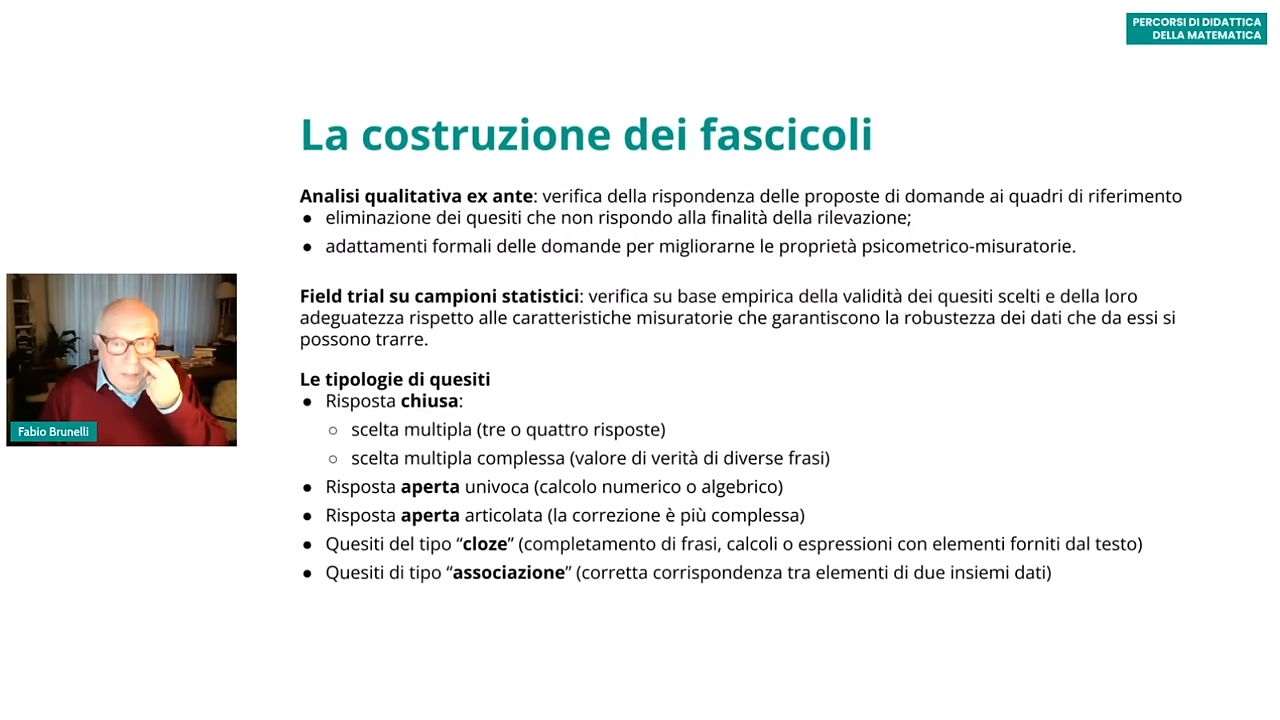 PERCORSI DI DIDATTICA
DELLA MATEMATICA
La costruzione dei fascicoli
Analisi qualitativa ex ante: verifica della rispondenza delle proposte di domande ai quadri di riferimento
● eliminazione dei quesiti che non rispondo alla finalità della rilevazione;
● adattamenti formali delle domande per migliorarne le proprietà psicometrico-misuratorie.
Field trial su campioni statistici: verifica su base empirica della validità dei quesiti scelti e della loro
adeguatezza rispetto alle caratteristiche misuratorie che garantiscono la robustezza dei dati che da essi si
possono trarre.
Le tipologie di quesiti
● Risposta chiusa:
○ scelta multipla (tre o quattro risposte)
○ scelta multipla complessa (valore di verità di diverse frasi)
● Risposta aperta univoca (calcolo numerico o algebrico)
● Risposta aperta articolata (la correzione è più complessa)
● Quesiti del tipo “cloze” (completamento di frasi, calcoli o espressioni con elementi forniti dal testo)
● Quesiti di tipo “associazione” (corretta corrispondenza tra elementi di due insiemi dati)
Fabio Brunelli